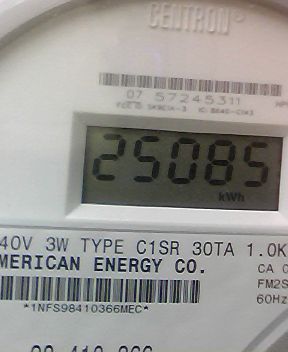 CENTRON®
07 57245311
25085
kWh
40V 3W TYPE C1SR 30TA 1.0K
MERICAN ENERGY CO.
CA 0
FM2S
60Hz
*1NFS98410366MEC*